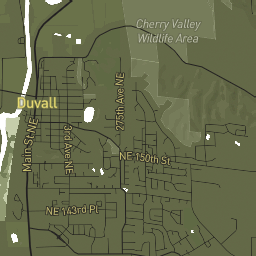 Cherry Valley
Wildlife Area
Duvall
275th Ave NE
Main St NE
3rd Ave NE
NE 150th St
NE 143rd Pl